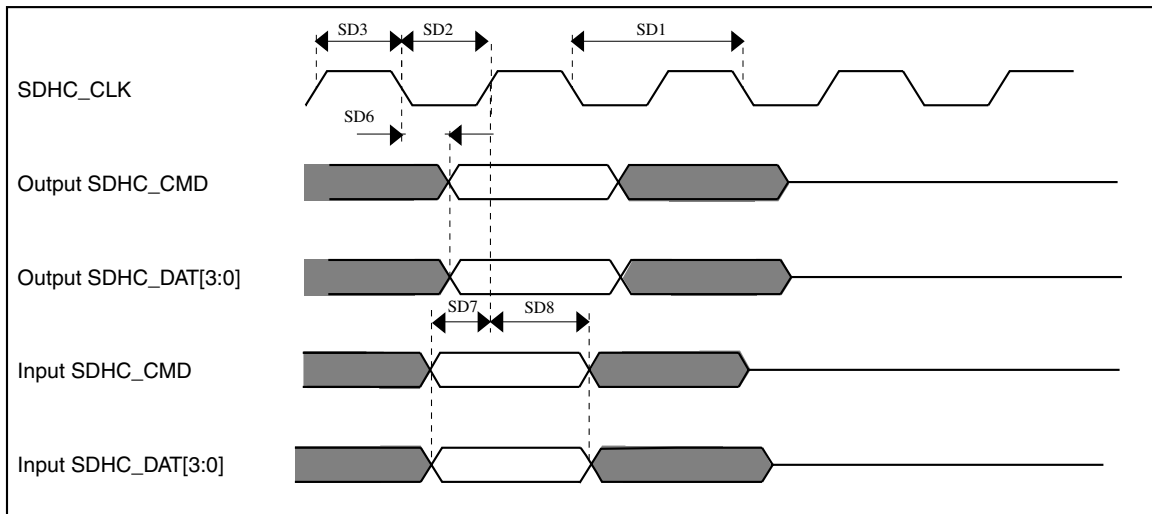 SD3
SD2
SD1
SDHC_CLK
SD6
Output SDHC_CMD
Output SDHC_DAT[3:0]
SD7
SD8
Input SDHC_CMD
Input SDHC_DAT[3:0]